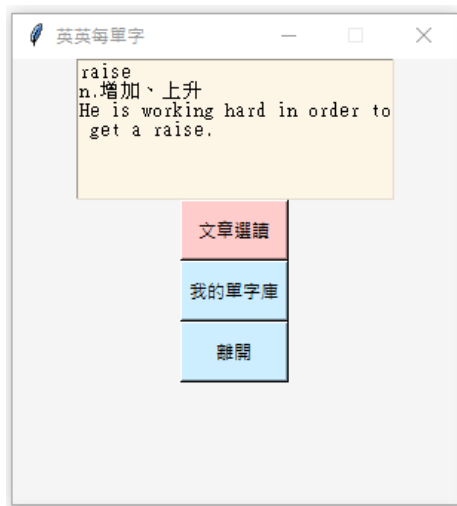 英英每單字
raise
n.增加、上升
He is working hard in order to
get a raise.
文章選讀
我的單字庫
離開